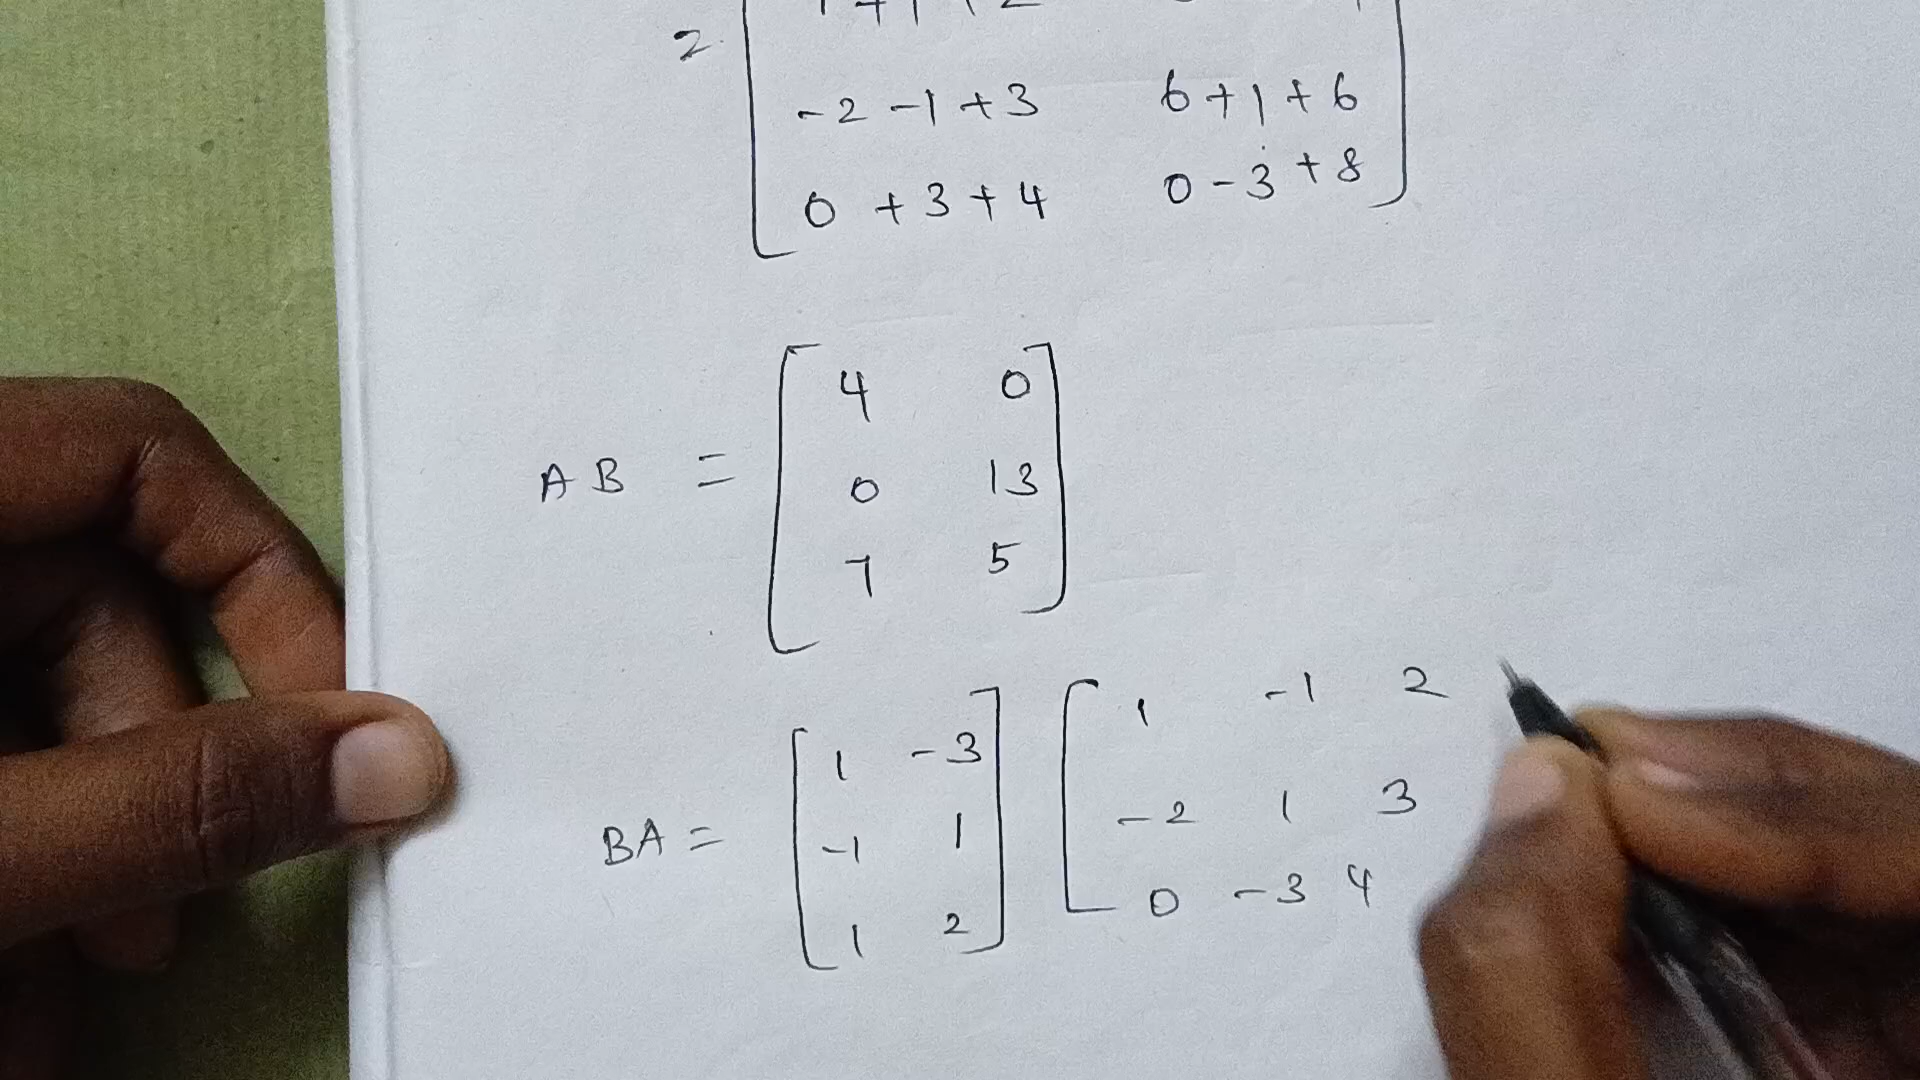 2
-2 -1 +3 6 +1 +6
0 +3 +4 0 -3 +8
AB = [ 4 0 ]
0 13
7 5
BA = [ 1 -3 ] [ 1 -1 2
-1 1 -2 1 3
1 2 0 -3 4